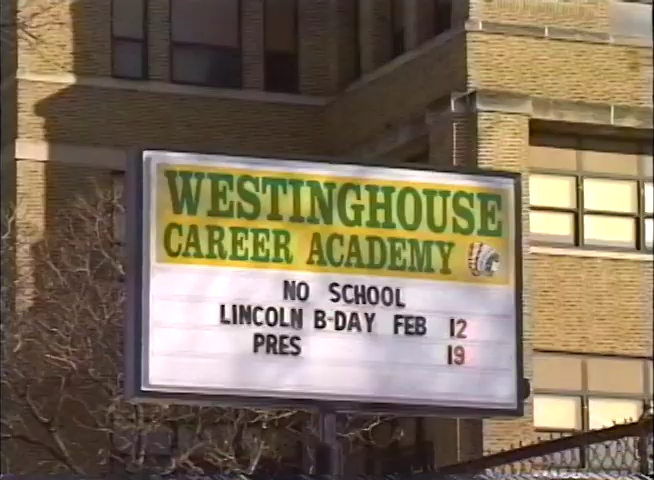 WESTINGHOUSE
CAREER ACADEMY
NO SCHOOL
LINCOLN B-DAY FEB 12
PRES 19